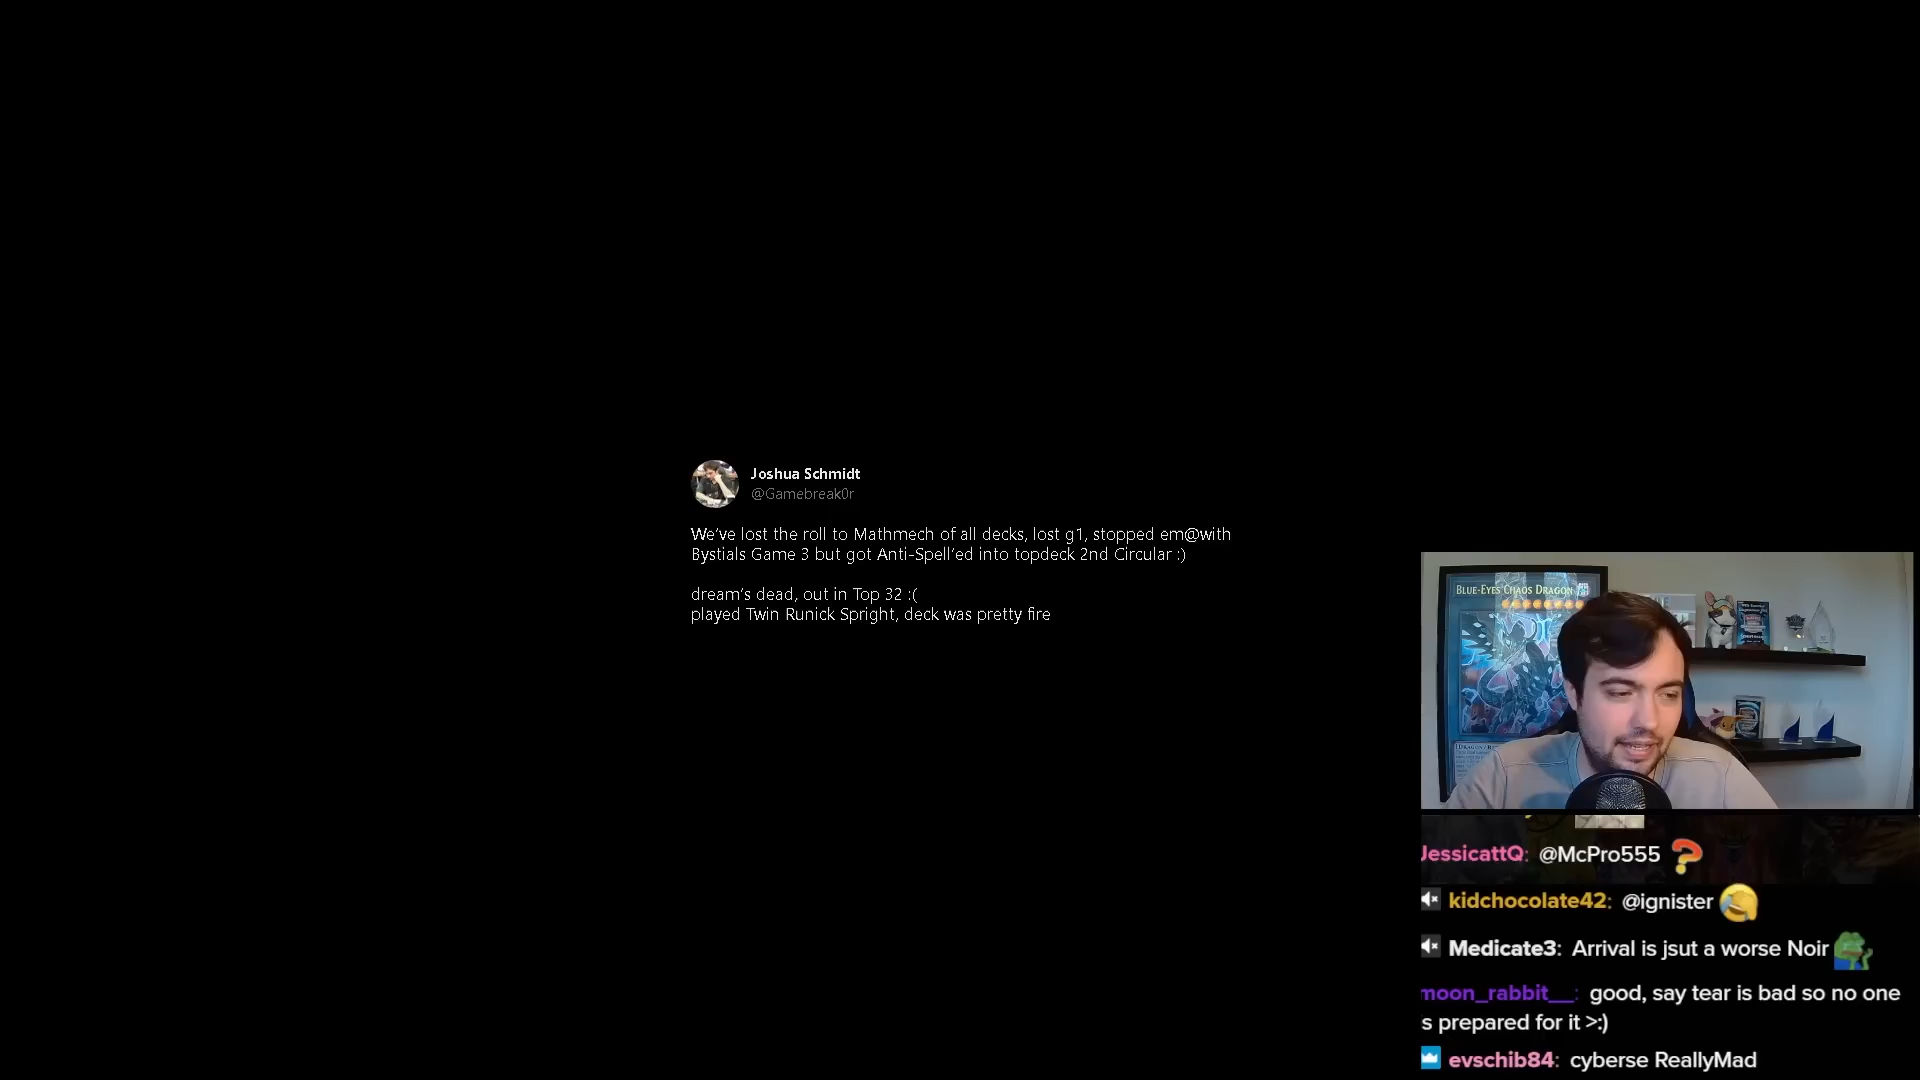 Joshua Schmidt
@Gamebreak0r
We've lost the roll to Mathmech of all decks, lost g1, stopped em@with
Bystials Game 3 but got Anti-Spell'ed into topdeck 2nd Circular :)
dream's dead, out in Top 32 :(
played Twin Runick Spright, deck was pretty fire
BLUE-EYES CHAOS DRAGON
JessicattQ: @McPro555
kidchocolate42: @ignister
Medicate3: Arrival is jsut a worse Noir
moon_rabbit__: good, say tear is bad so no one
s prepared for it >:)
evschib84: cyberse ReallyMad